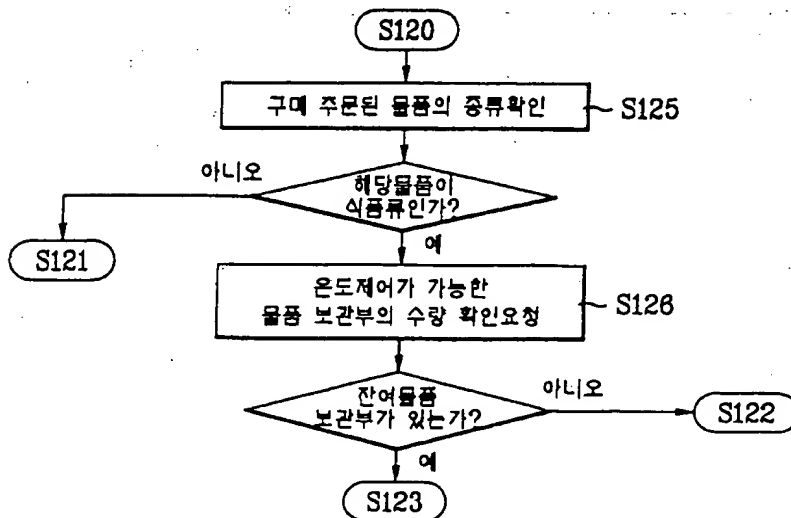 S120
구매 주문된 물품의 종류확인
S125
아니오
해당물품이
식품류인가?
S121
예
온도제어가 가능한
물품 보관부의 수량 확인요청
S126
잔여물품
보관부가 있는가?
아니오
S122
예
S123